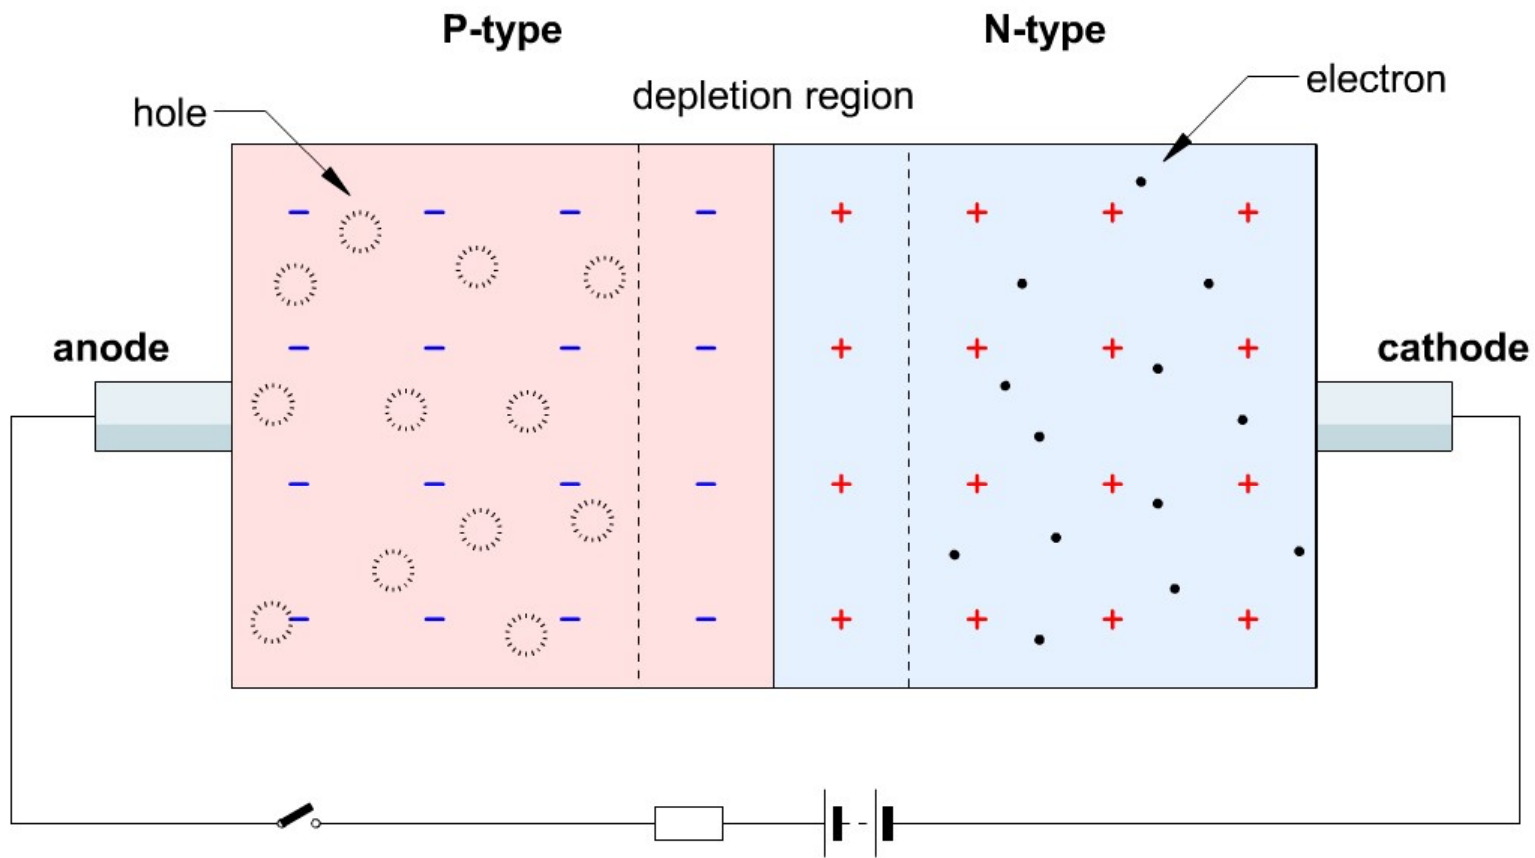 P-type
N-type
depletion region
electron
hole
anode
cathode